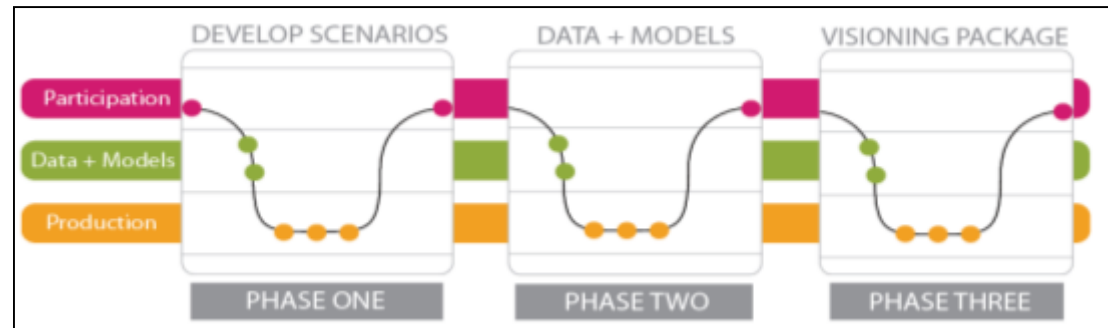 DEVELOP SCENARIOS
DATA + MODELS
VISIONING PACKAGE
Participation
Data + Models
Production
PHASE ONE
PHASE TWO
PHASE THREE